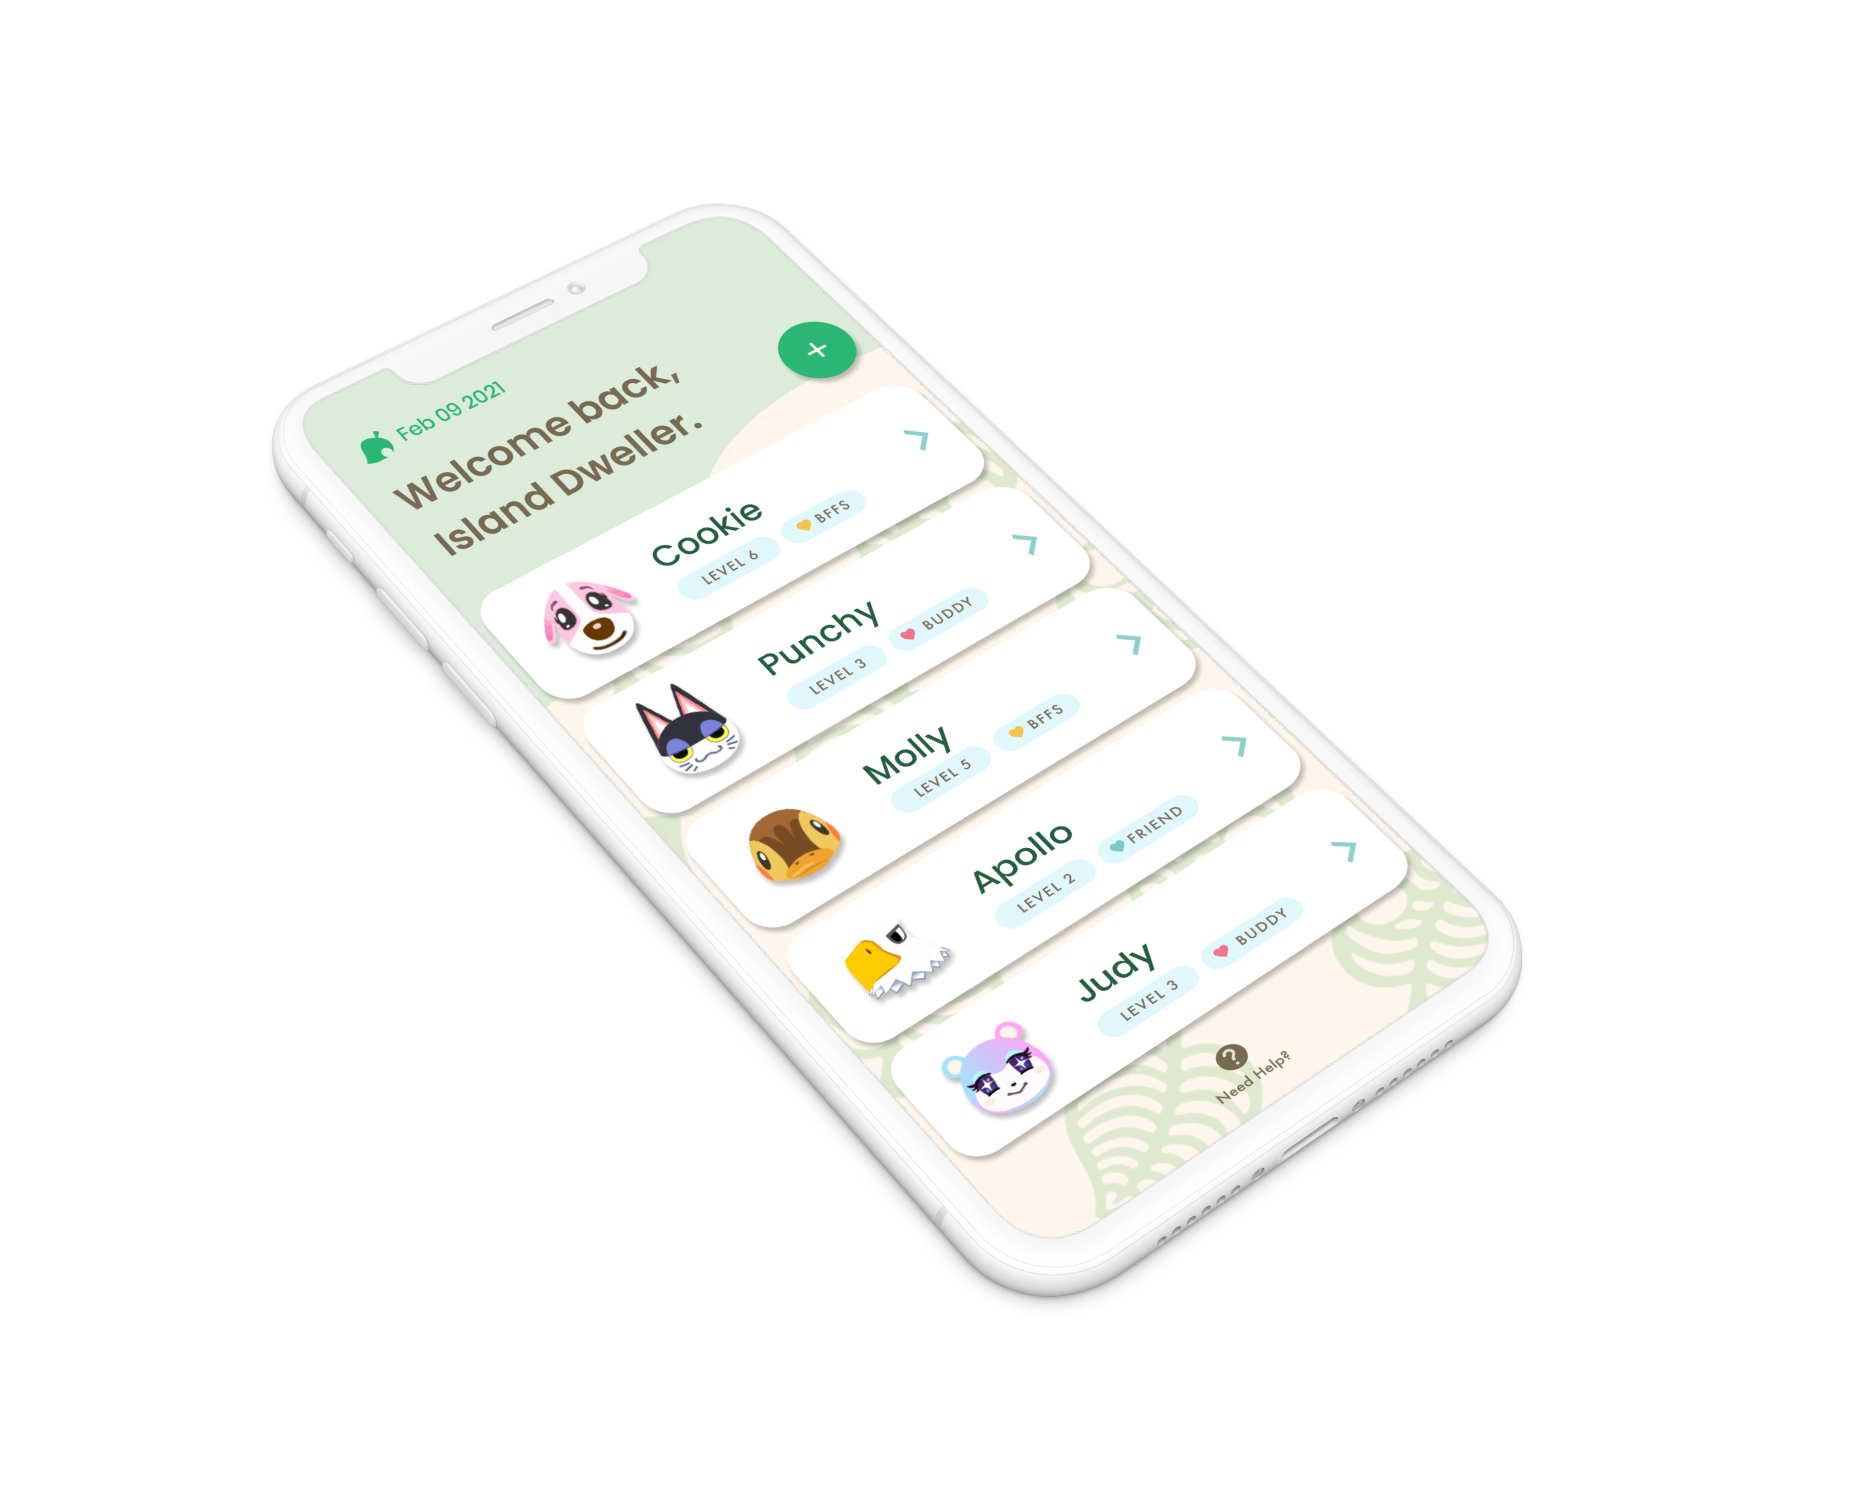 Feb 09 2021
Welcome back,
Island Dweller.
Cookie
LEVEL 6 BFFS
Punchy
LEVEL 3 BUDDY
Molly
LEVEL 5 BFFS
Apollo
LEVEL 2 FRIEND
Judy
LEVEL 3 BUDDY
?
Need Help?